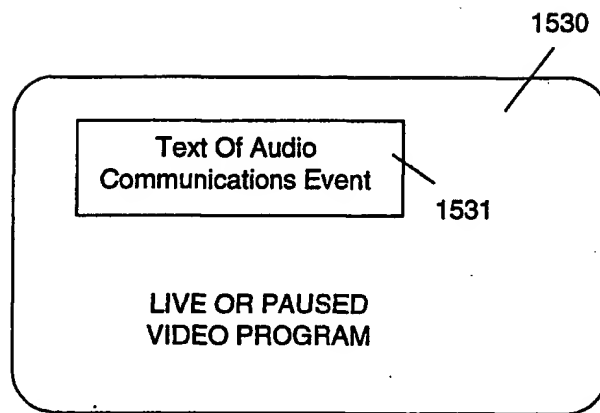 1530
Text Of Audio
Communications Event
1531
LIVE OR PAUSED
VIDEO PROGRAM